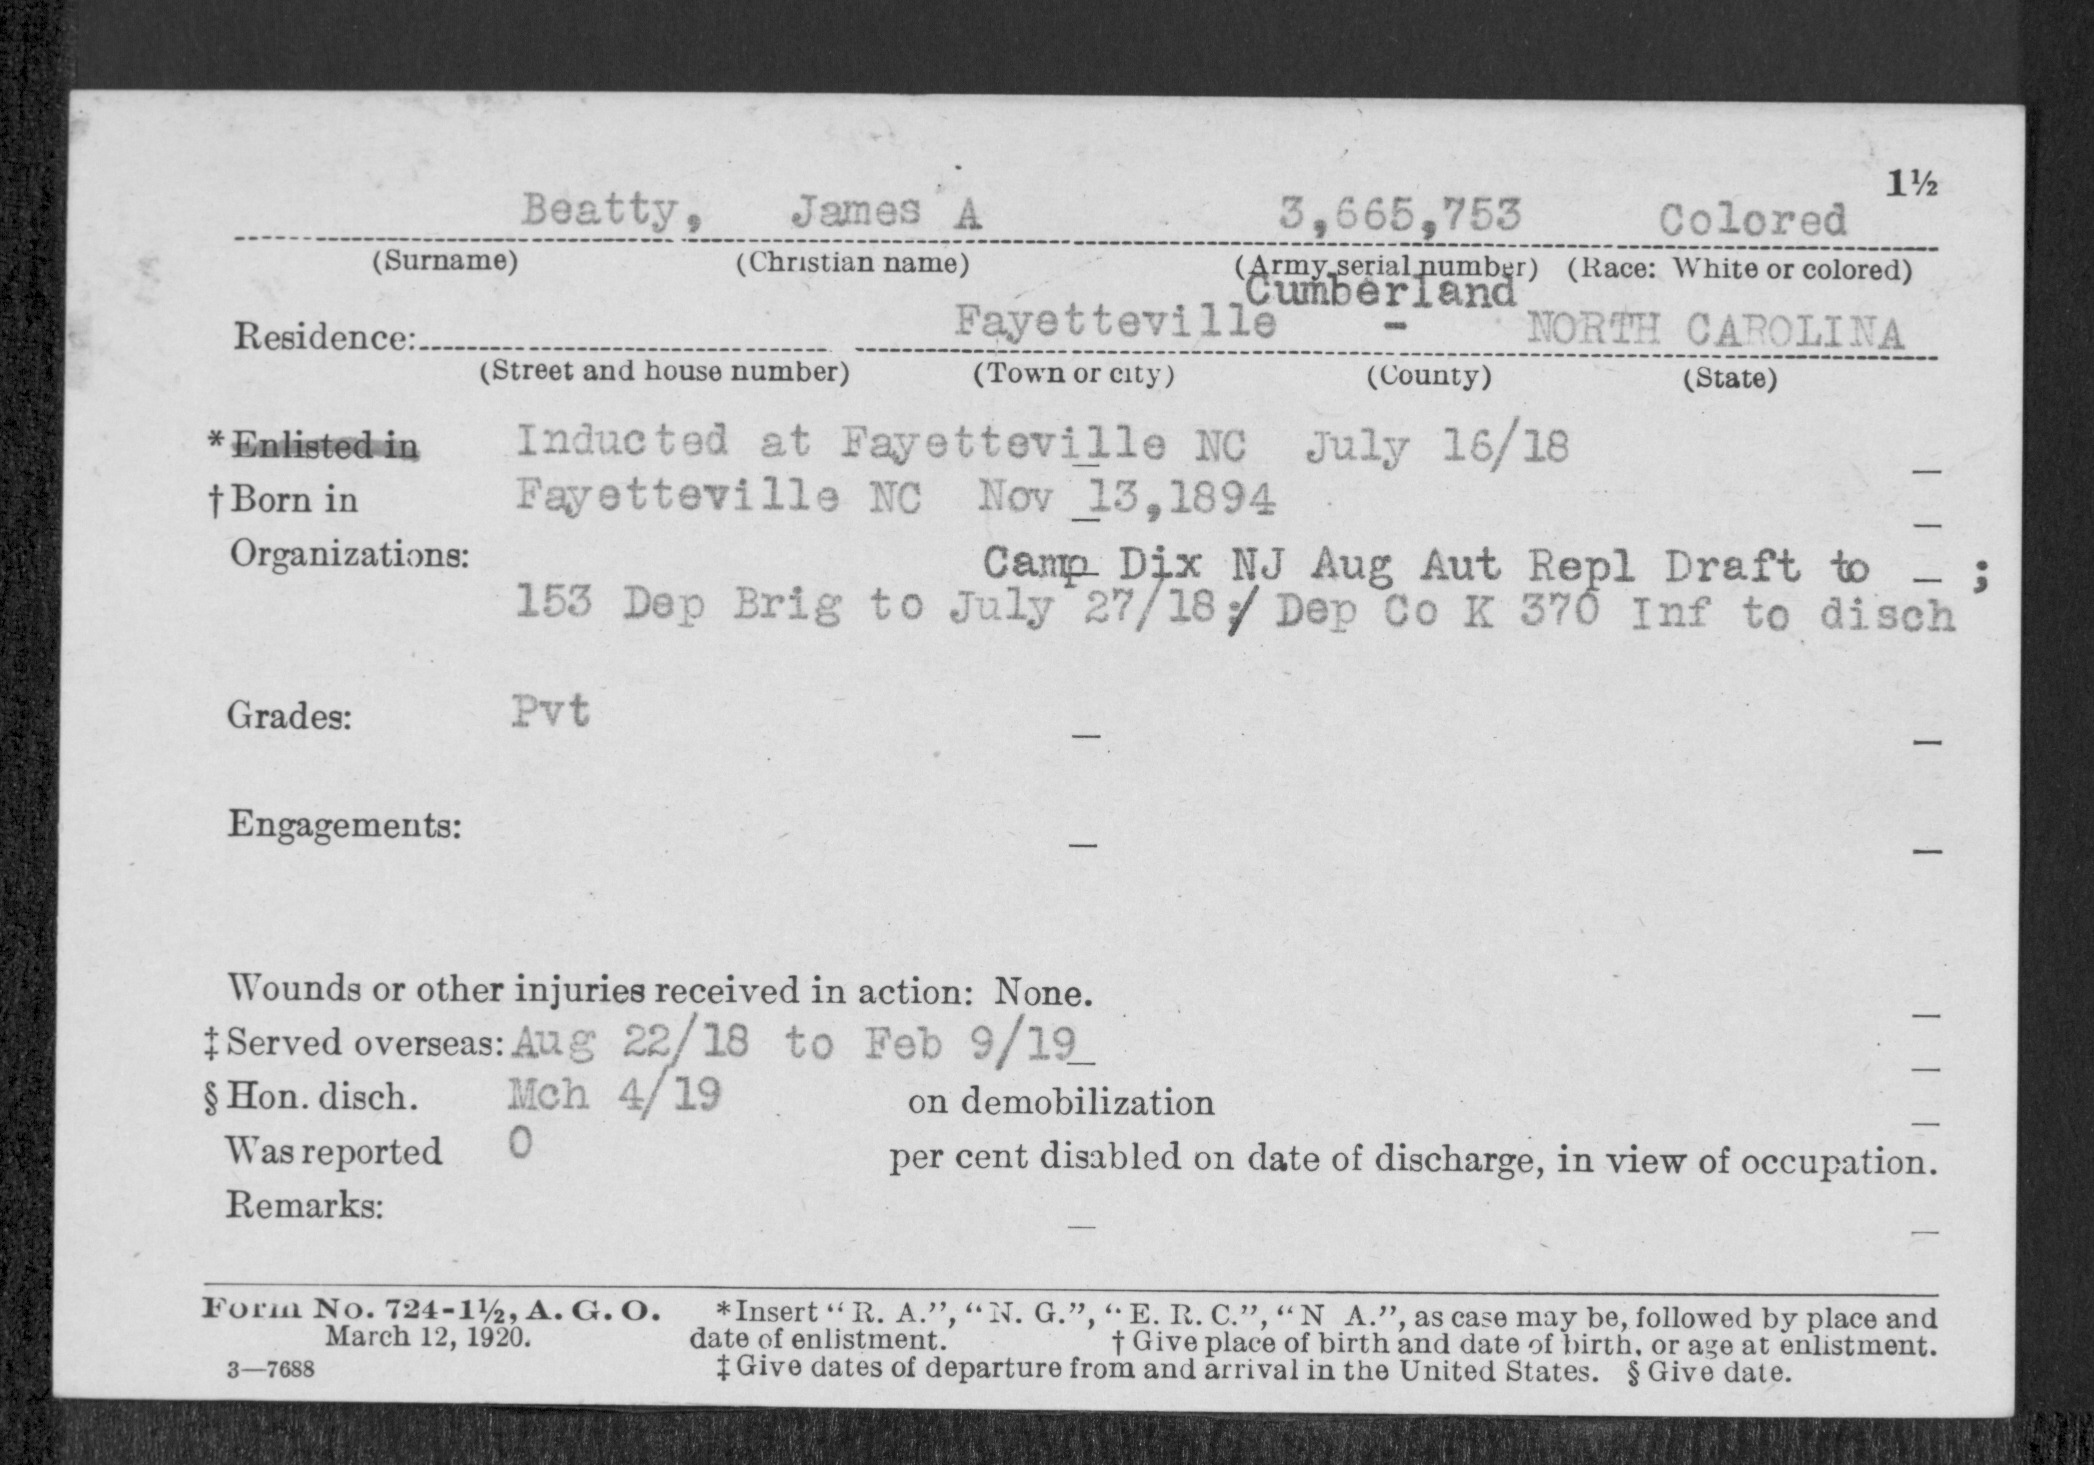 1½
Beatty, James A 3,665,753 Colored
(Surname) (Christian name) (Army serial number) (Race: White or colored)
Cumberland
Residence: Fayetteville - NORTH CAROLINA
(Street and house number) (Town or city) (County) (State)
* Enlisted in Inducted at Fayetteville NC July 16/18
† Born in Fayetteville NC Nov 13,1894
Organizations: Camp Dix NJ Aug Aut Repl Draft to ;
153 Dep Brig to July 27/18;/ Dep Co K 370 Inf to disch
Grades: Pvt
Engagements:
Wounds or other injuries received in action: None.
‡ Served overseas: Aug 22/18 to Feb 9/19
§ Hon. disch. Mch 4/19 on demobilization
Was reported 0 per cent disabled on date of discharge, in view of occupation.
Remarks:
Form No. 724-1½, A. G. O. * Insert "R. A.", "N. G.", "E. R. C.", "N A.", as case may be, followed by place and
March 12, 1920. date of enlistment. † Give place of birth and date of birth, or age at enlistment.
3—7688 ‡ Give dates of departure from and arrival in the United States. § Give date.